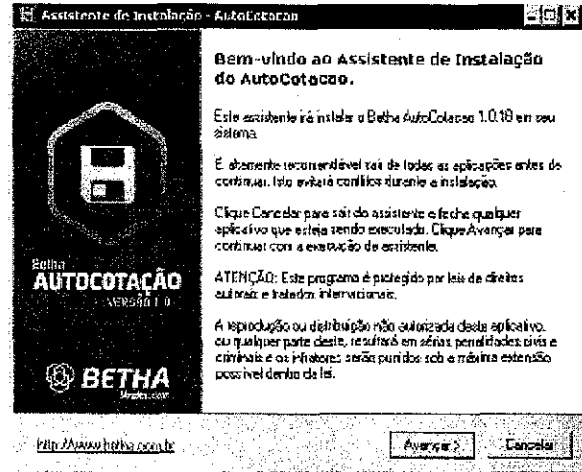 Assistente de Instalação - AutoCotacao
Bem-vindo ao Assistente de Instalação
do AutoCotacao.
Este assistente irá instalar o Betha AutoCotacao 1.0.18 em seu
sistema.
É altamente recomendável sair de todas as aplicações antes de
continuar. Isto evitará conflitos durante a instalação.
Clique Cancelar para sair do assistente e feche qualquer
aplicativo que esteja sendo executado. Clique Avançar para
continuar com a execução do assistente.
ATENÇÃO: Este programa é protegido por leis de direitos
autorais e tratados internacionais.
A reprodução ou distribuição não autorizada deste aplicativo,
ou qualquer parte deste, resultará em sérias penalidades civis e
criminais e os infratores serão punidos sob a máxima extensão
possível dentro da lei.
Betha
AUTOCOTAÇÃO
VERSÃO 1.0
BETHA
http://www.betha.com.br
Avançar >
Cancelar